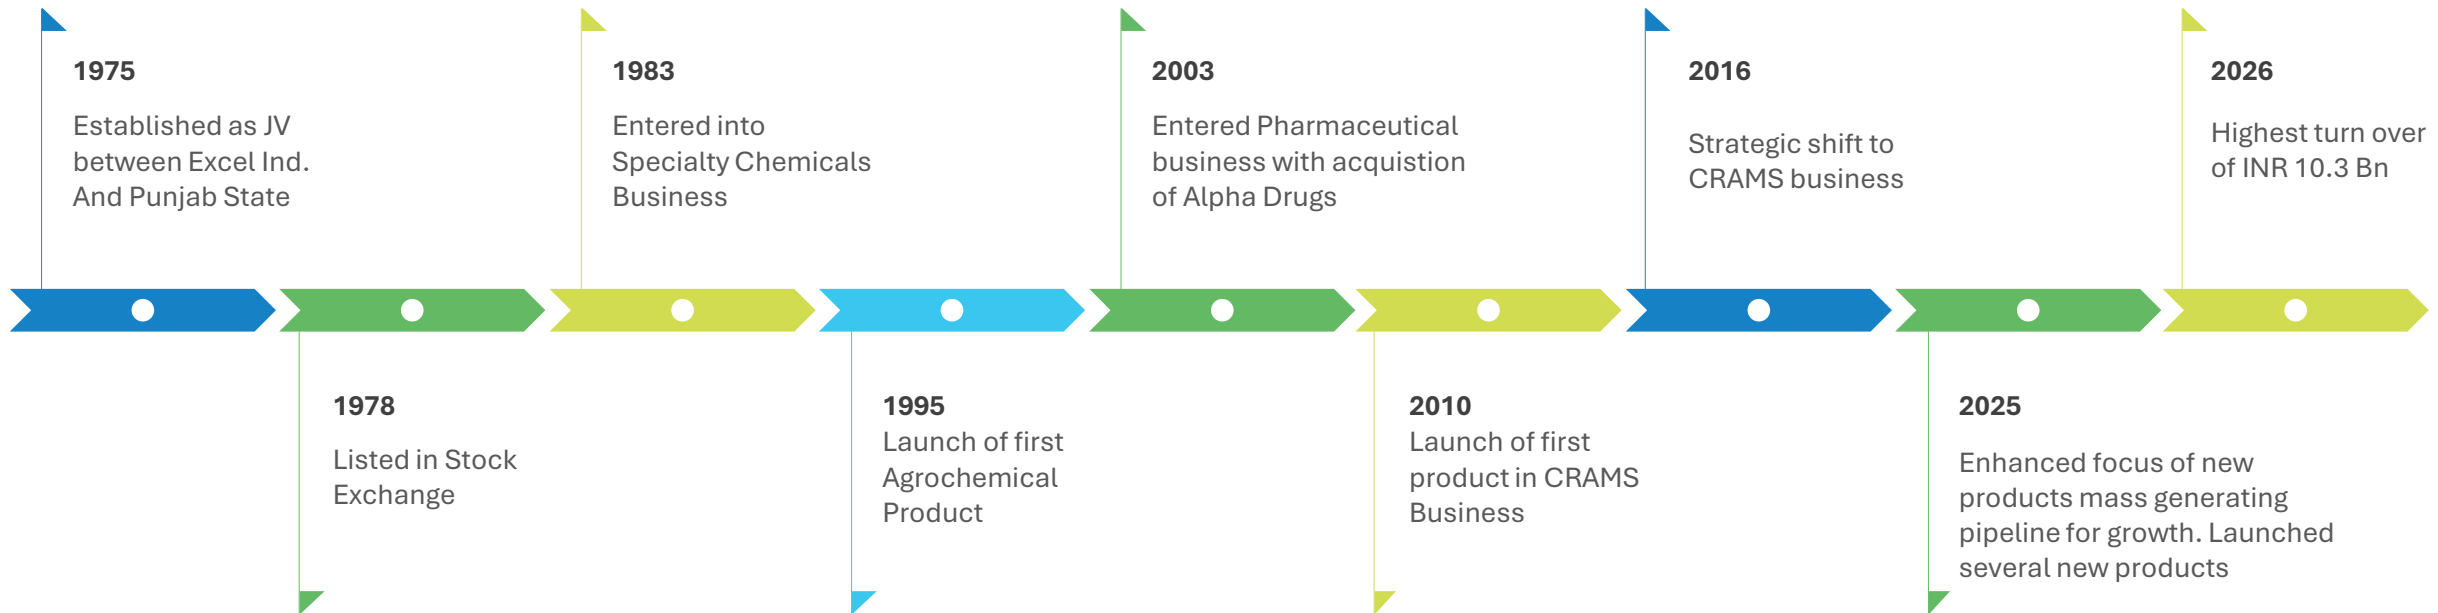 1975
Established as JV
between Excel Ind.
And Punjab State
1978
Listed in Stock
Exchange
1983
Entered into
Specialty Chemicals
Business
1995
Launch of first
Agrochemical
Product
2003
Entered Pharmaceutical
business with acquistion
of Alpha Drugs
2010
Launch of first
product in CRAMS
Business
2016
Strategic shift to
CRAMS business
2025
Enhanced focus of new
products mass generating
pipeline for growth. Launched
several new products
2026
Highest turn over
of INR 10.3 Bn